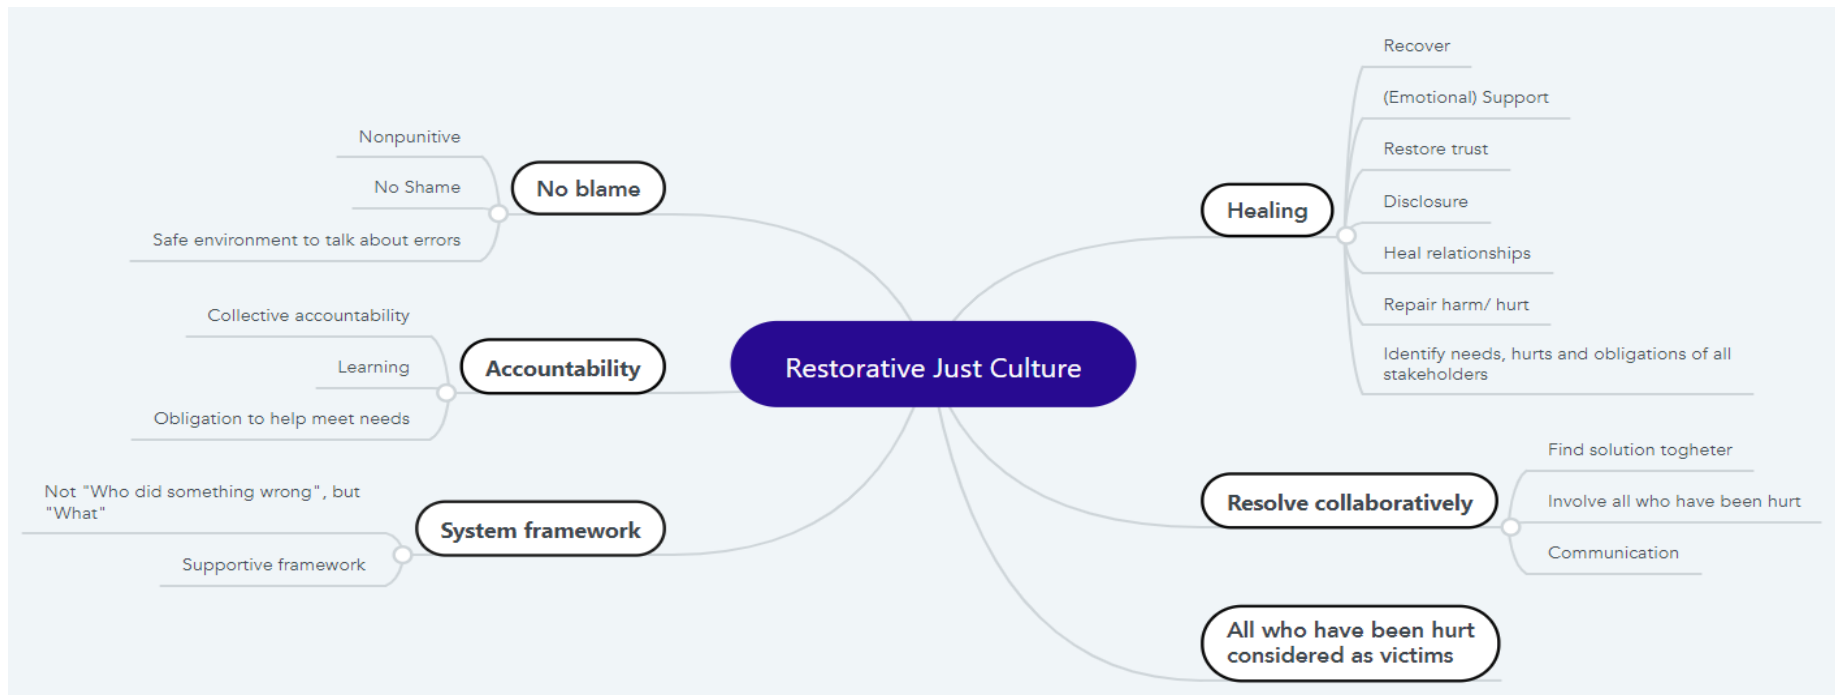 Restorative Just Culture
No blame
Nonpunitive
No Shame
Safe environment to talk about errors
Accountability
Collective accountability
Learning
Obligation to help meet needs
System framework
Not "Who did something wrong", but
"What"
Supportive framework
Healing
Recover
(Emotional) Support
Restore trust
Disclosure
Heal relationships
Repair harm/ hurt
Identify needs, hurts and obligations of all
stakeholders
Resolve collaboratively
Find solution togheter
Involve all who have been hurt
Communication
All who have been hurt
considered as victims